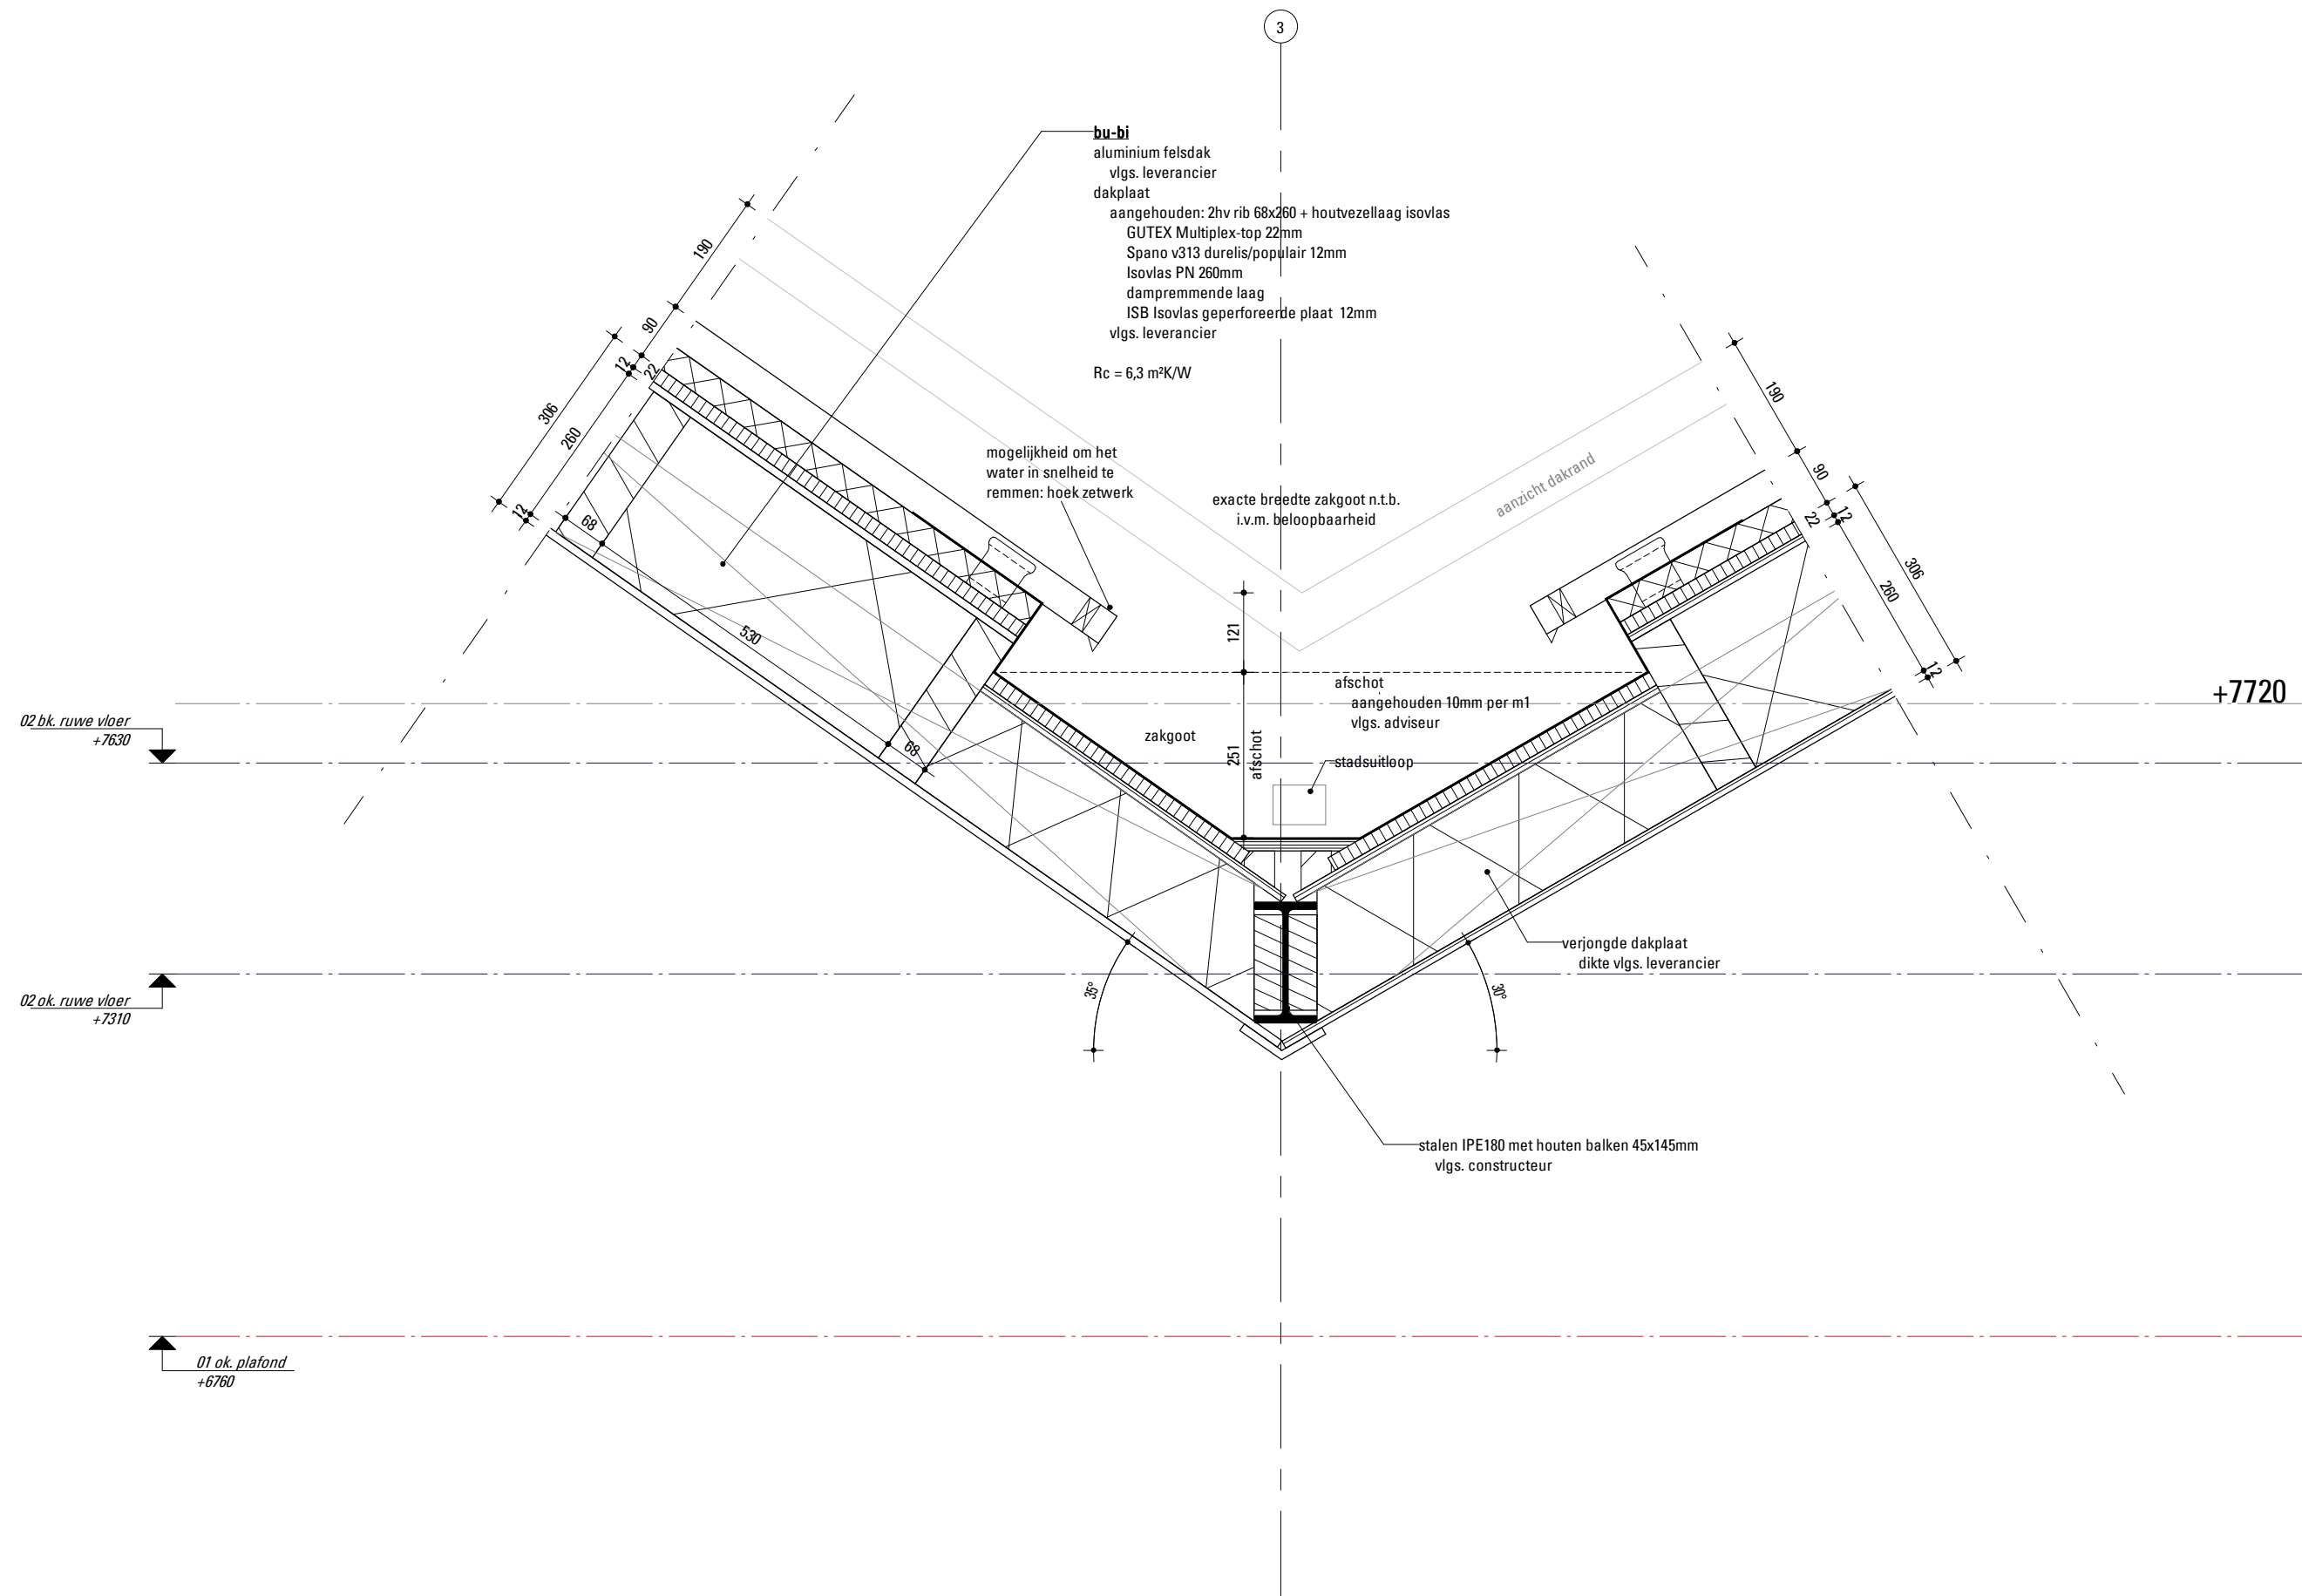 3
bu-bi
aluminium felsdak
vlgs. leverancier
dakplaat
aangehouden: 2hv rib 68x260 + houtvezellaag isovlas
GUTEX Multiplex-top 22mm
Spano v313 durelis/populair 12mm
Isovlas PN 260mm
dampremmende laag
ISB Isovlas geperforeerde plaat 12mm
vlgs. leverancier
Rc = 6,3 m²K/W
190
90
12
22
306
260
12
68
530
68
mogelijkheid om het
water in snelheid te
remmen: hoek zetwerk
exacte breedte zakgoot n.t.b.
i.v.m. beloopbaarheid
aanzicht dakrand
190
90
12
22
306
260
12
121
251
afschot
afschot
aangehouden 10mm per m1
vlgs. adviseur
zakgoot
stadsuitloop
+7720
02 bk. ruwe vloer
+7630
verjongde dakplaat
dikte vlgs. leverancier
35°
30°
02 ok. ruwe vloer
+7310
stalen IPE180 met houten balken 45x145mm
vlgs. constructeur
01 ok. plafond
+6760